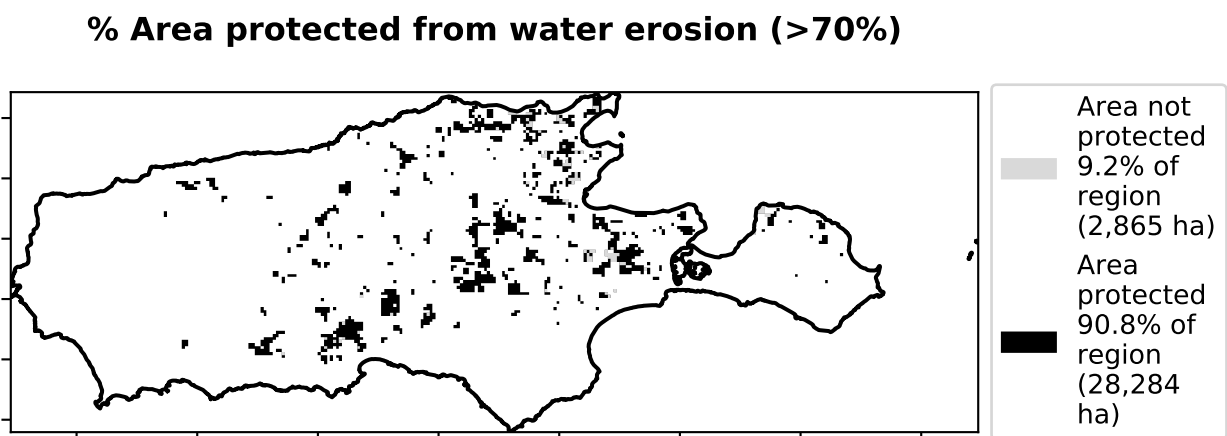 % Area protected from water erosion (>70%)
Area not
protected
9.2% of
region
(2,865 ha)
Area
protected
90.8% of
region
(28,284
ha)